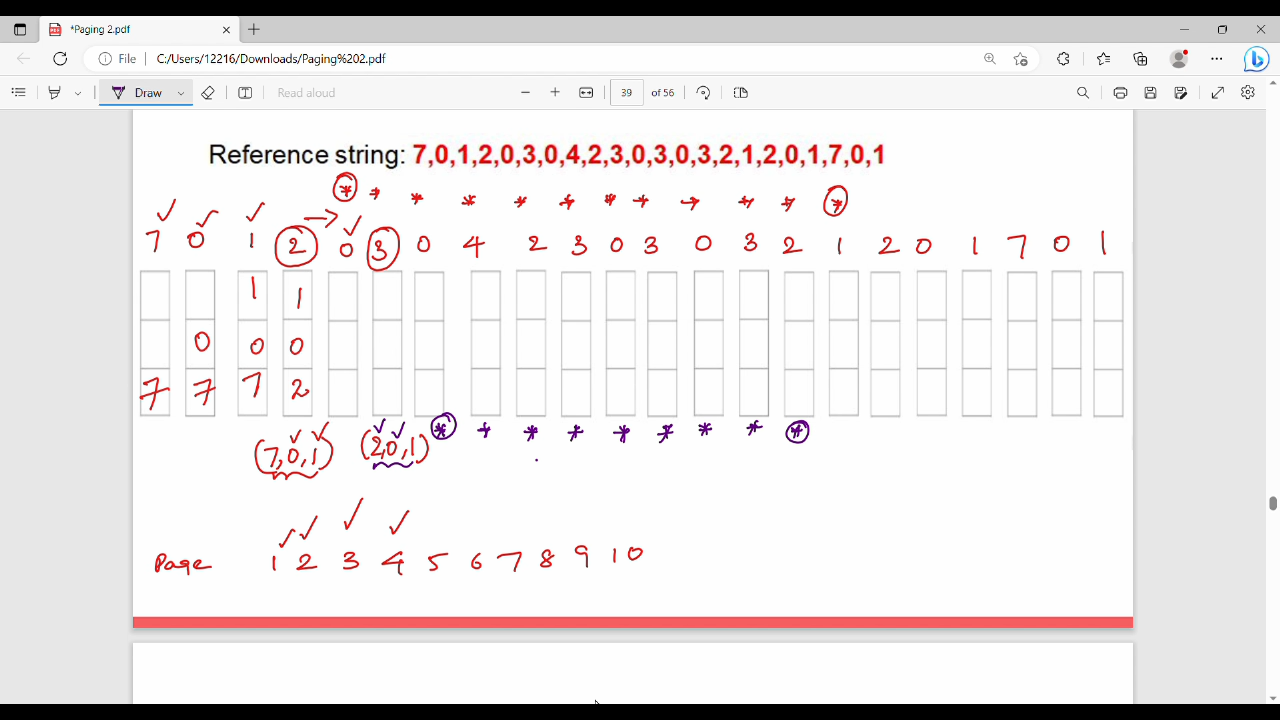 *Paging 2.pdf
File C:/Users/12216/Downloads/Paging%202.pdf
Draw Read aloud 39 of 56
Reference string: 7,0,1,2,0,3,0,4,2,3,0,3,0,3,2,1,2,0,1,7,0,1
7 0 1 2 0 3 0 4 2 3 0 3 0 3 2 1 2 0 1 7 0 1
1 1
0 0 0
7 7 7 2
(7,0,1) (2,0,1)
Page 1 2 3 4 5 6 7 8 9 10